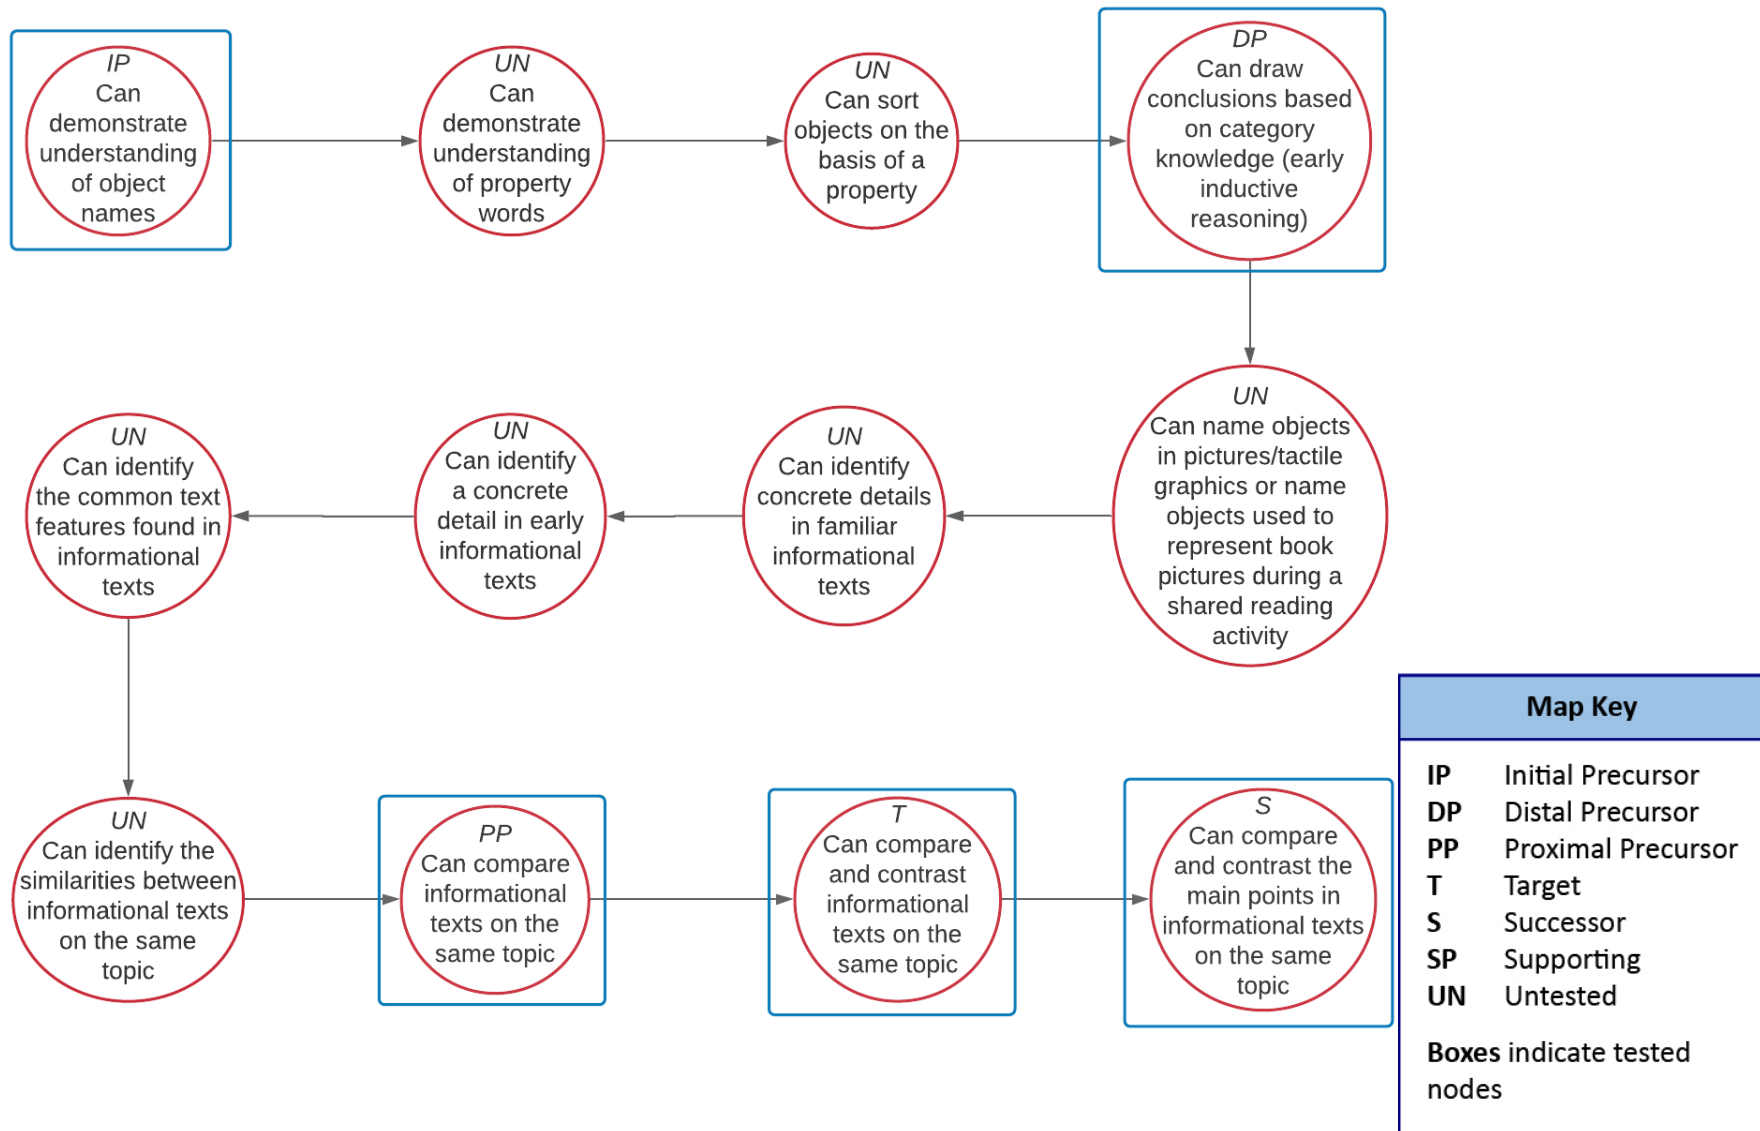 IP
Can
demonstrate
understanding
of object
names
UN
Can
demonstrate
understanding
of property
words
UN
Can sort
objects on the
basis of a
property
DP
Can draw
conclusions based
on category
knowledge (early
inductive
reasoning)
UN
Can name objects
in pictures/tactile
graphics or name
objects used to
represent book
pictures during a
shared reading
activity
UN
Can identify
concrete details
in familiar
informational
texts
UN
Can identify
a concrete
detail in early
informational
texts
UN
Can identify
the common text
features found in
informational
texts
UN
Can identify the
similarities between
informational texts
on the same
topic
PP
Can compare
informational
texts on the
same topic
T
Can compare
and contrast
informational
texts on the
same topic
S
Can compare
and contrast the
main points in
informational texts
on the same
topic
Map Key
IP Initial Precursor
DP Distal Precursor
PP Proximal Precursor
T Target
S Successor
SP Supporting
UN Untested
Boxes indicate tested
nodes